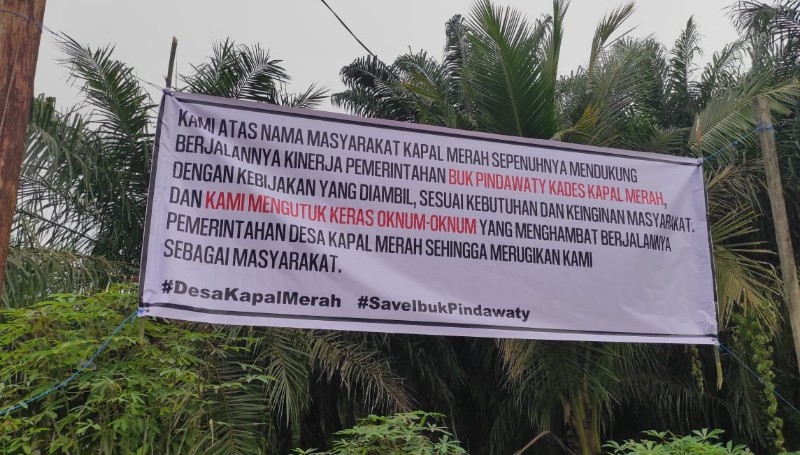 KAMI ATAS NAMA MASYARAKAT KAPAL MERAH SEPENUHNYA MENDUKUNG
BERJALANNYA KINERJA PEMERINTAHAN BUK PINDAWATY KADES KAPAL MERAH,
DENGAN KEBIJAKAN YANG DIAMBIL, SESUAI KEBUTUHAN DAN KEINGINAN MASYARAKAT.
DAN KAMI MENGUTUK KERAS OKNUM-OKNUM YANG MENGHAMBAT BERJALANNYA
PEMERINTAHAN DESA KAPAL MERAH SEHINGGA MERUGIKAN KAMI
SEBAGAI MASYARAKAT.
#DesaKapalMerah #SaveIbukPindawaty